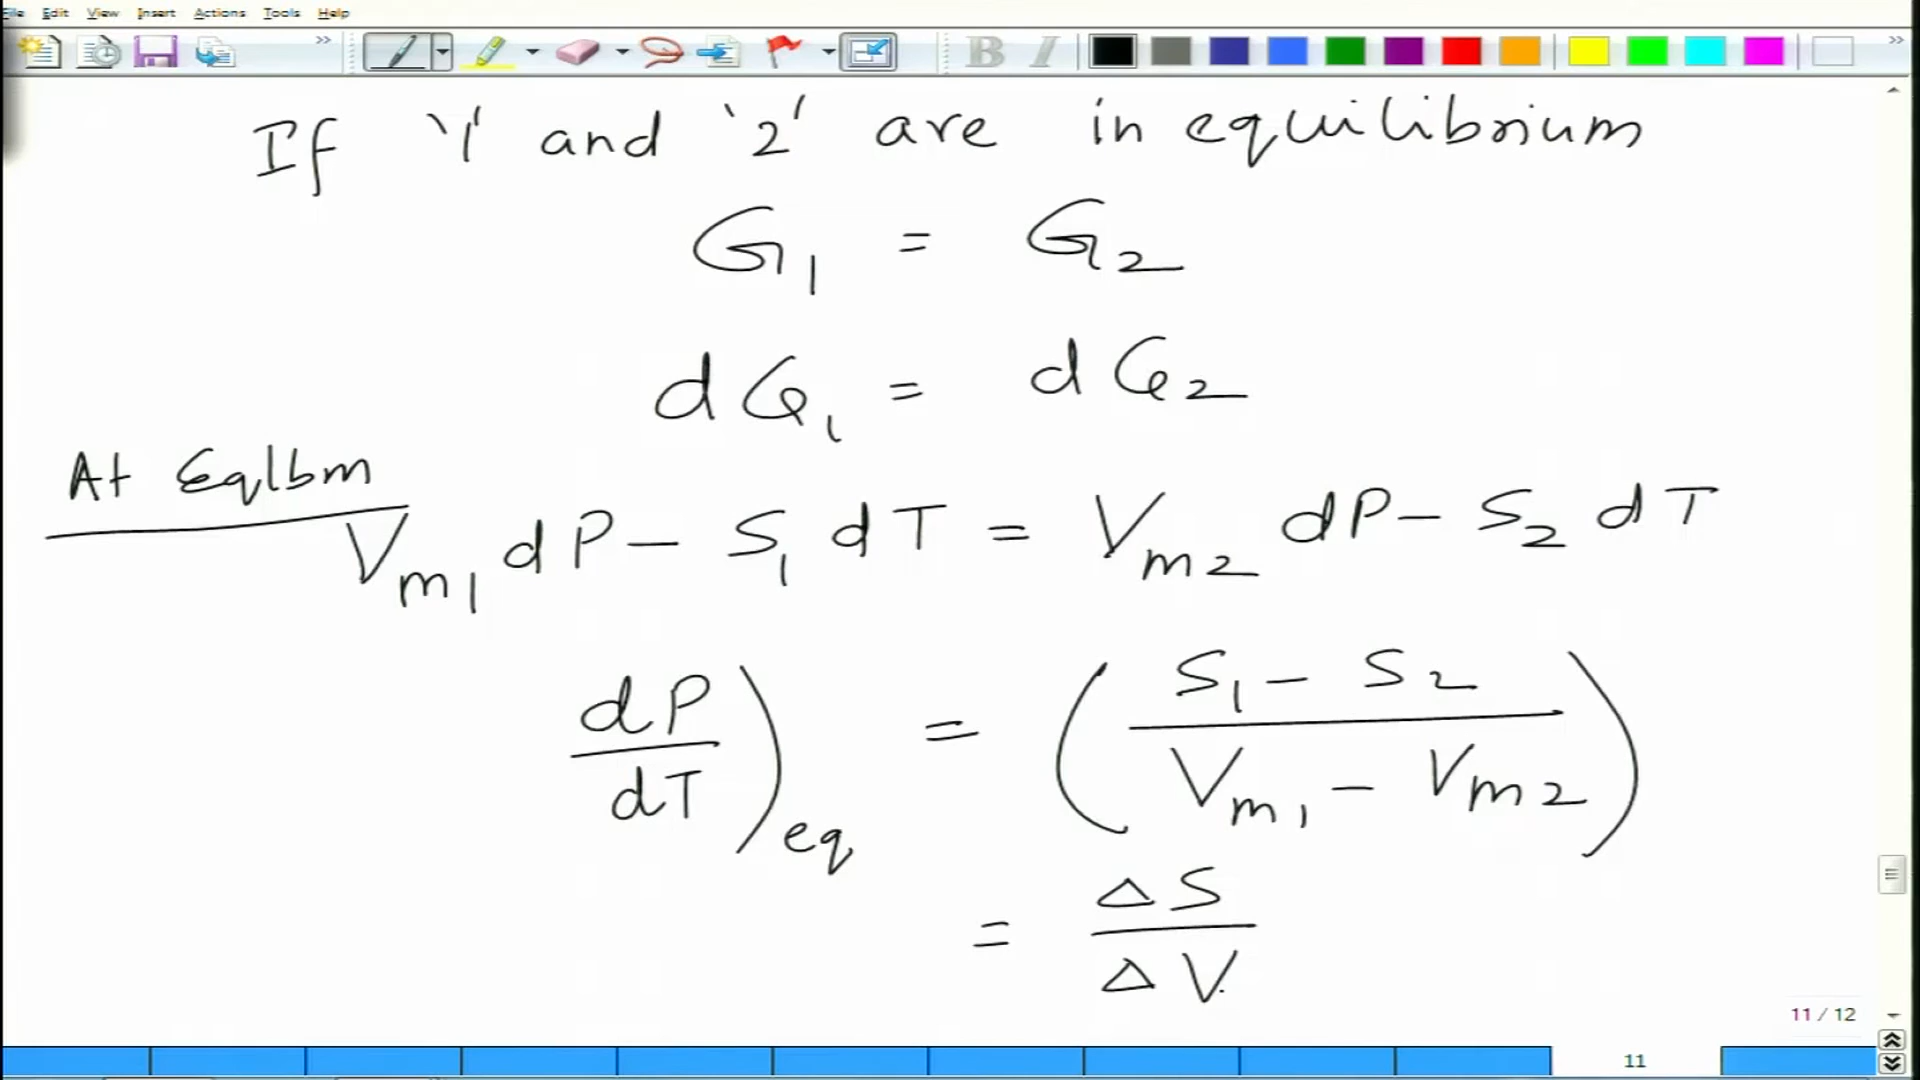 File Edit View Insert Actions Tools Help
B I
If '1' and '2' are in equilibrium
G1 = G2
dG1 = dG2
At Eqlbm
Vm1 dP - S1 dT = Vm2 dP - S2 dT
dP/dT)eq = (S1 - S2 / Vm1 - Vm2)
= ΔS/ΔV
11 / 12
11